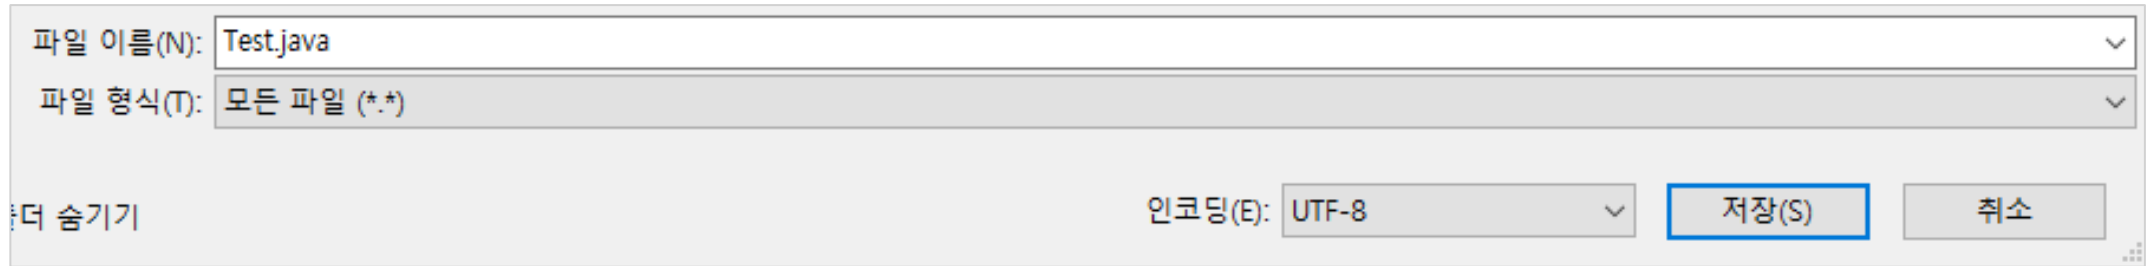 파일 이름(N): Test.java
파일 형식(T): 모든 파일 (*.*)
숨기기 인코딩(E): UTF-8 저장(S) 취소